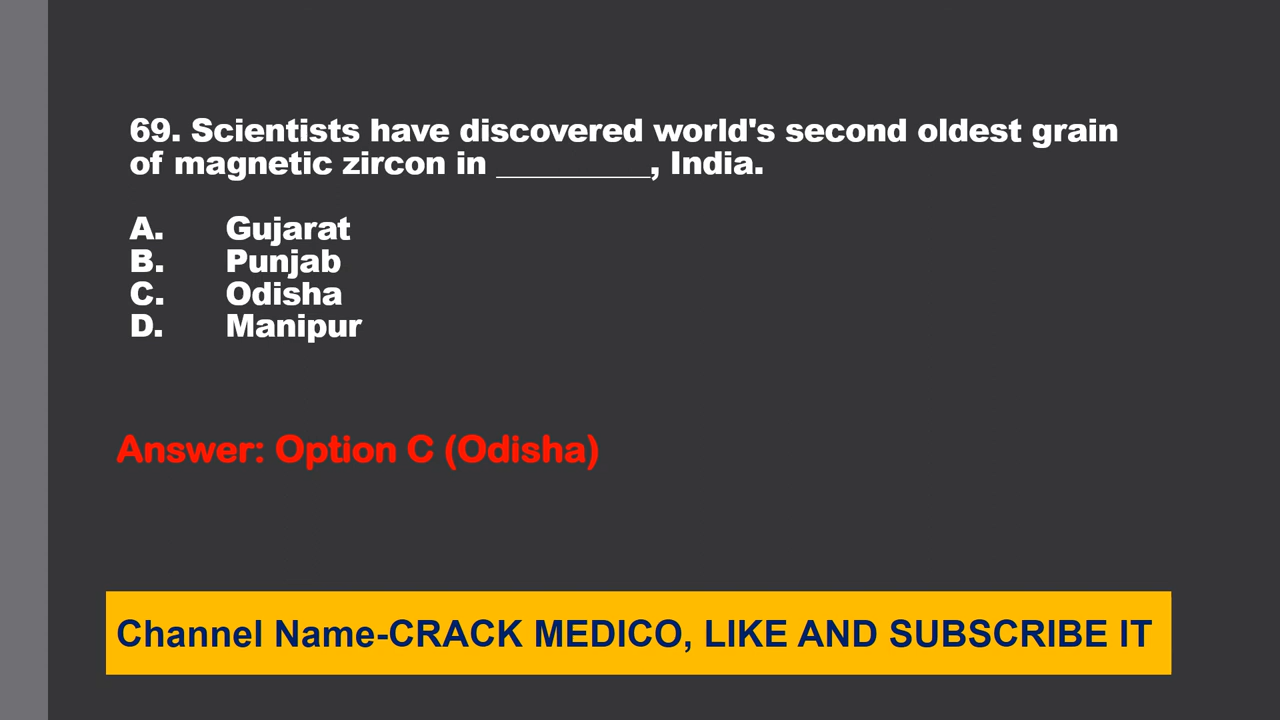 69. Scientists have discovered world's second oldest grain
of magnetic zircon in _________, India.
A. Gujarat
B. Punjab
C. Odisha
D. Manipur
Answer: Option C (Odisha)
Channel Name-CRACK MEDICO, LIKE AND SUBSCRIBE IT